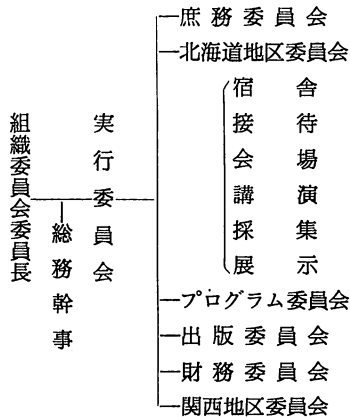 組織委員会委員長
総務幹事
実行委員会
庶務委員会
北海道地区委員会
宿舎
接待
会場
講演
採集
展示
プログラム委員会
出版委員会
財務委員会
関西地区委員会